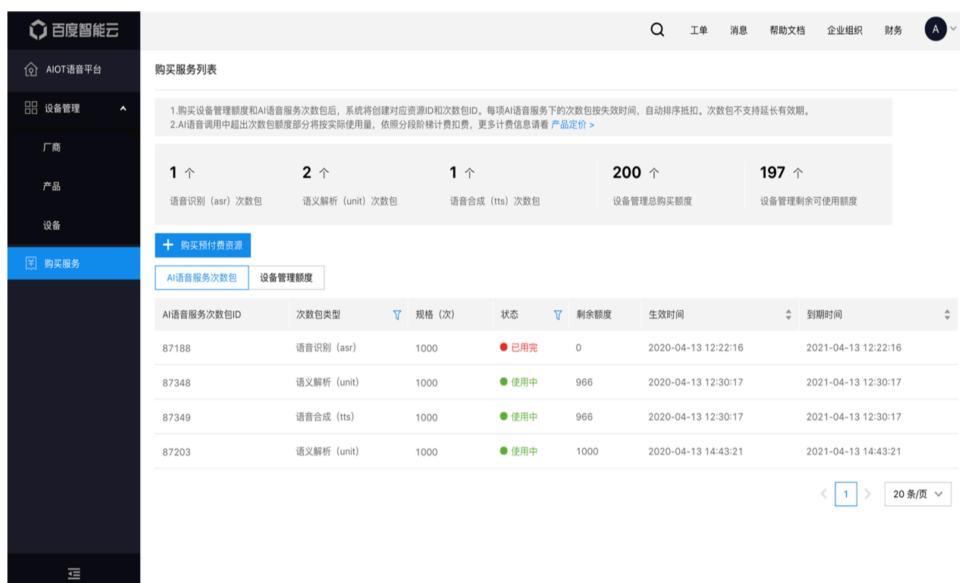 百度智能云
工单 消息 帮助文档 企业组织 财务 A
AIOT语音平台
设备管理
厂商
产品
设备
购买服务
购买服务列表
1.购买设备管理额度和AI语音服务次数包后，系统将创建对应资源ID和次数包ID。每项AI语音服务下的次数包按失效时间，自动排序抵扣。次数包不支持延长有效期。
2.AI语音调用中超出次数包额度部分将按实际使用量，依照分段阶梯计费扣费，更多计费信息请看 产品定价 >
1 个 2 个 1 个 200 个 197 个
语音识别（asr）次数包 语义解析（unit）次数包 语音合成（tts）次数包 设备管理总购买额度 设备管理剩余可使用额度
+ 购买预付费资源
AI语音服务次数包 设备管理额度
AI语音服务次数包ID 次数包类型 规格（次） 状态 剩余额度 生效时间 到期时间
87188 语音识别（asr） 1000 已用完 0 2020-04-13 12:22:16 2021-04-13 12:22:16
87348 语义解析（unit） 1000 使用中 966 2020-04-13 12:30:17 2021-04-13 12:30:17
87349 语音合成（tts） 1000 使用中 966 2020-04-13 12:30:17 2021-04-13 12:30:17
87203 语义解析（unit） 1000 使用中 1000 2020-04-13 14:43:21 2021-04-13 14:43:21
< 1 > 20 条/页